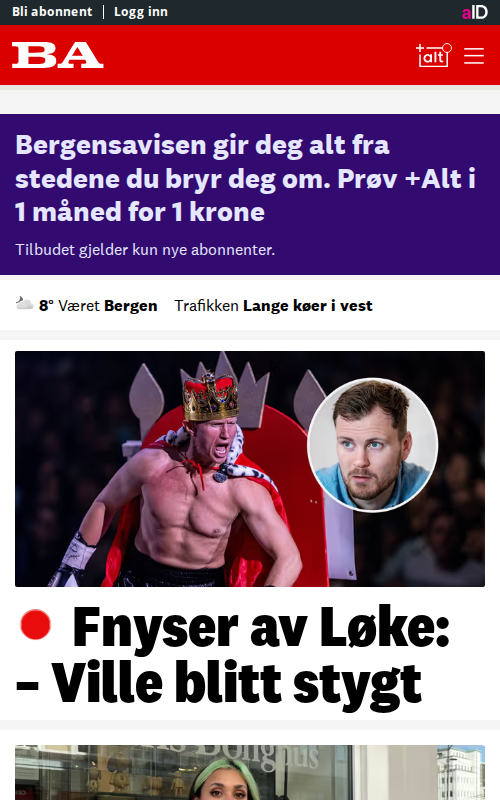 Bli abonnent
Logg inn
aID
BA
+alt
Bergensavisen gir deg alt fra
stedene du bryr deg om. Prøv +Alt i
1 måned for 1 krone
Tilbudet gjelder kun nye abonnenter.
8° Været Bergen
Trafikken Lange køer i vest
Fnyser av Løke:
– Ville blitt stygt